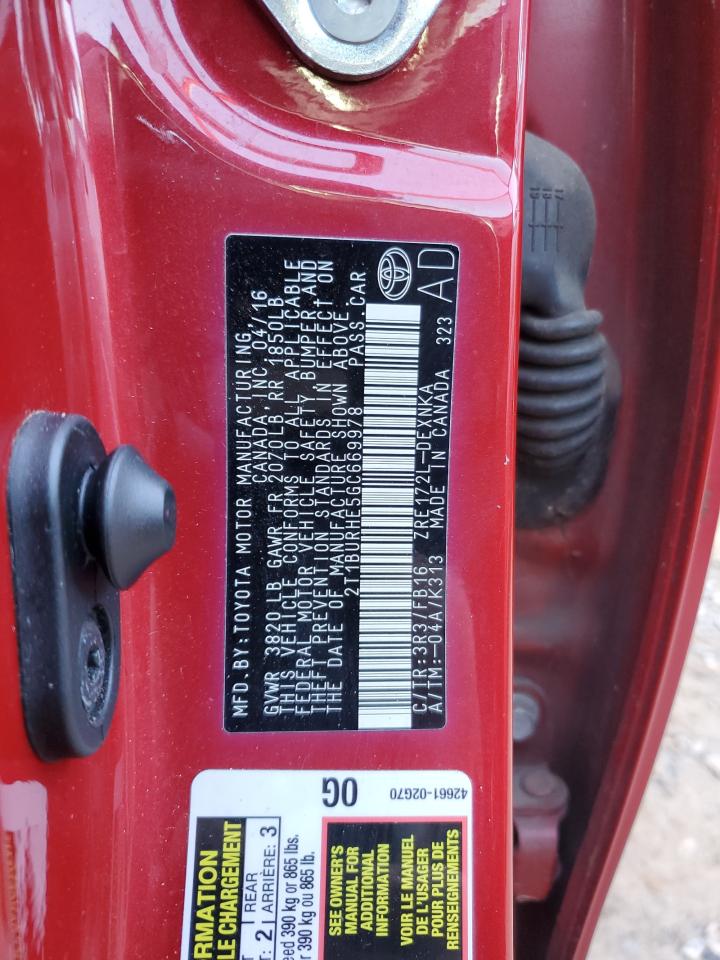 MFD.BY:TOYOTA MOTOR MANUFACTURING
CANADA INC. 04/16
GVWR 3820 LB GAWR FR 2070LB RR 1850LB
THIS VEHICLE CONFORMS TO ALL APPLICABLE
FEDERAL MOTOR VEHICLE SAFETY, BUMPER AND
THEFT PREVENTION STANDARDS IN EFFECT ON
THE DATE OF MANUFACTURE SHOWN ABOVE.
2T1BURHE5GC669978 PASS.CAR
C/TR:3R3 /FB16 ZRE172L-DEXNKA
A/TM:-04A/K313 MADE IN CANADA 323
AD
0G
42661-02G70
RMATION
LE CHARGEMENT
T: 2 REAR
ARRIÈRE: 3
eed 390 kg or 865 lbs.
r 390 kg ou 865 lb.
SEE OWNER'S
MANUAL FOR
ADDITIONAL
INFORMATION
VOIR LE MANUEL
DE L'USAGER
POUR PLUS DE
RENSEIGNEMENTS